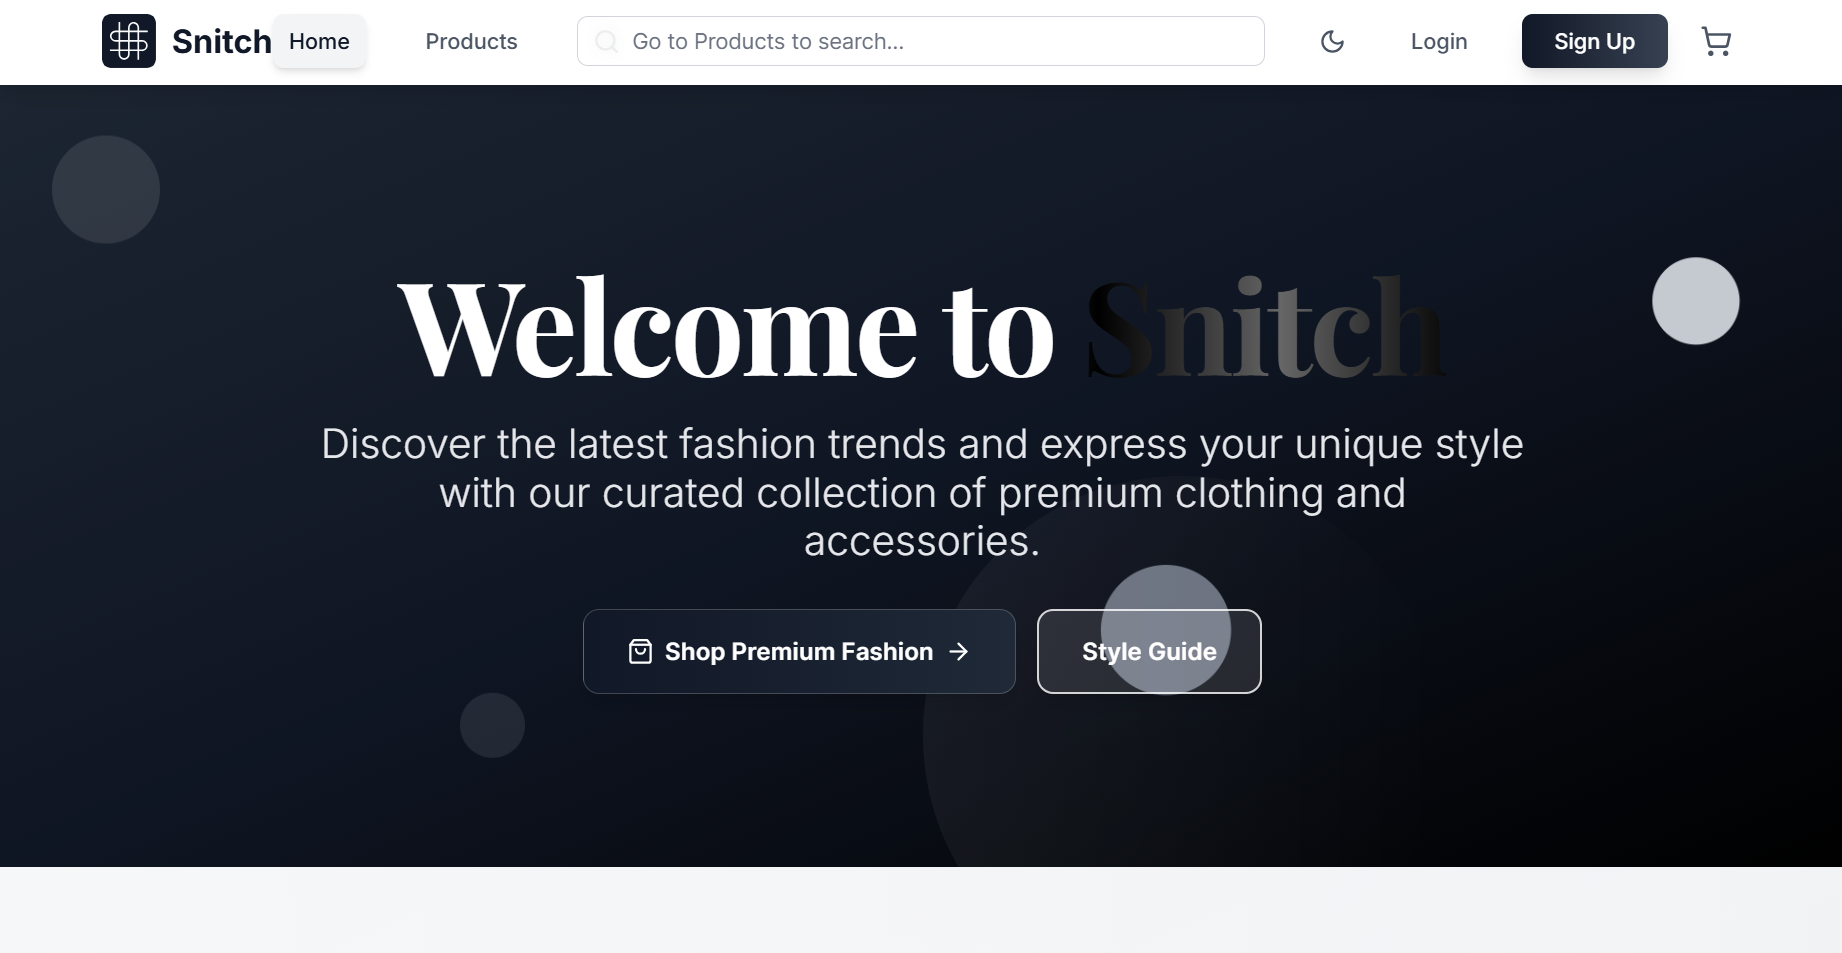 Snitch
Home
Products
Go to Products to search...
Login
Sign Up
Welcome to Snitch
Discover the latest fashion trends and express your unique style
with our curated collection of premium clothing and
accessories.
Shop Premium Fashion
Style Guide